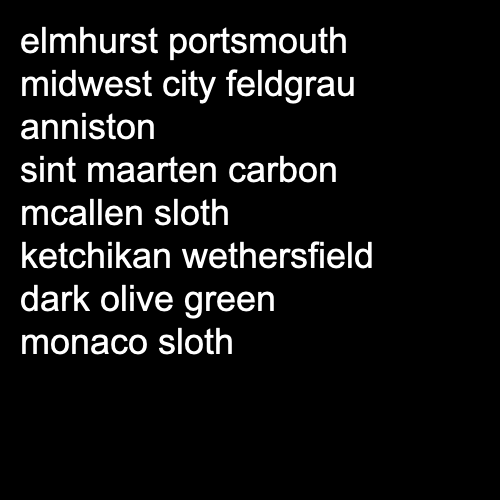 elmhurst portsmouth
midwest city feldgrau
anniston
sint maarten carbon
mcallen sloth
ketchikan wethersfield
dark olive green
monaco sloth